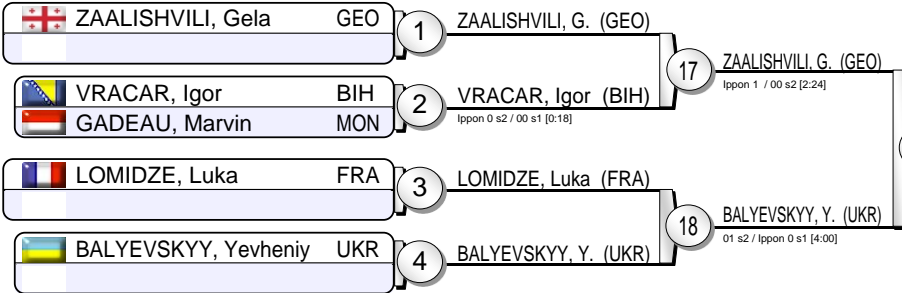 ZAALISHVILI, Gela GEO
1
ZAALISHVILI, G. (GEO)
17
ZAALISHVILI, G. (GEO)
Ippon 1 / 00 s2 [2:24]
VRACAR, Igor BIH
GADEAU, Marvin MON
2
VRACAR, Igor (BIH)
Ippon 0 s2 / 00 s1 [0:18]
LOMIDZE, Luka FRA
3
LOMIDZE, Luka (FRA)
18
BALYEVSKYY, Y. (UKR)
01 s2 / Ippon 0 s1 [4:00]
BALYEVSKYY, Yevheniy UKR
4
BALYEVSKYY, Y. (UKR)